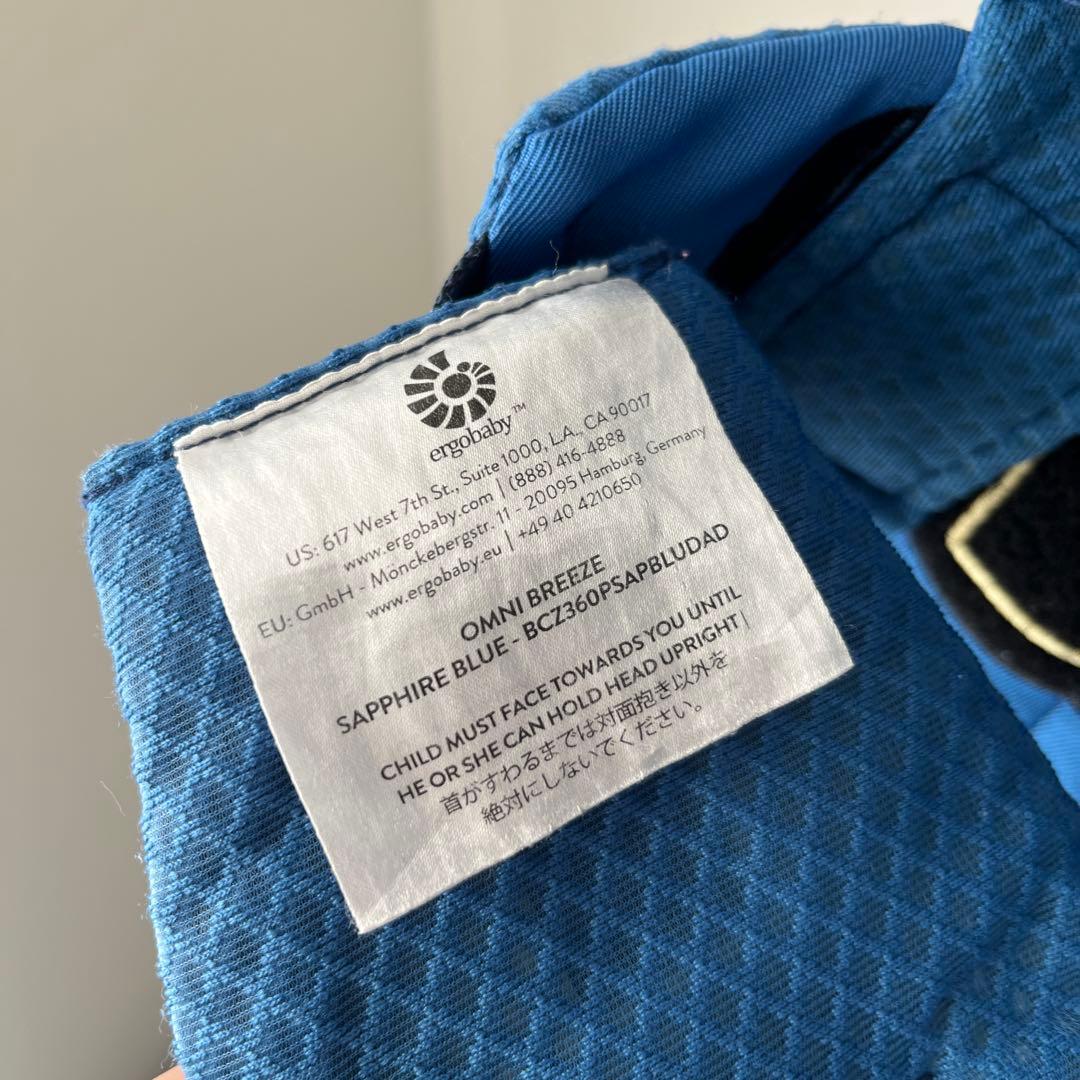 ergobaby™
US: 617 West 7th St., Suite 1000, L.A., CA 90017
www.ergobaby.com | (888) 416-4888
EU: GmbH - Mönckebergstr. 11 - 20095 Hamburg, Germany
www.ergobaby.eu | +49 40 4210650
OMNI BREEZE
SAPPHIRE BLUE - BCZ360PSAPBLUDAD
CHILD MUST FACE TOWARDS YOU UNTIL
HE OR SHE CAN HOLD HEAD UPRIGHT |
首がすわるまでは対面抱き以外を
絶対にしないでください。